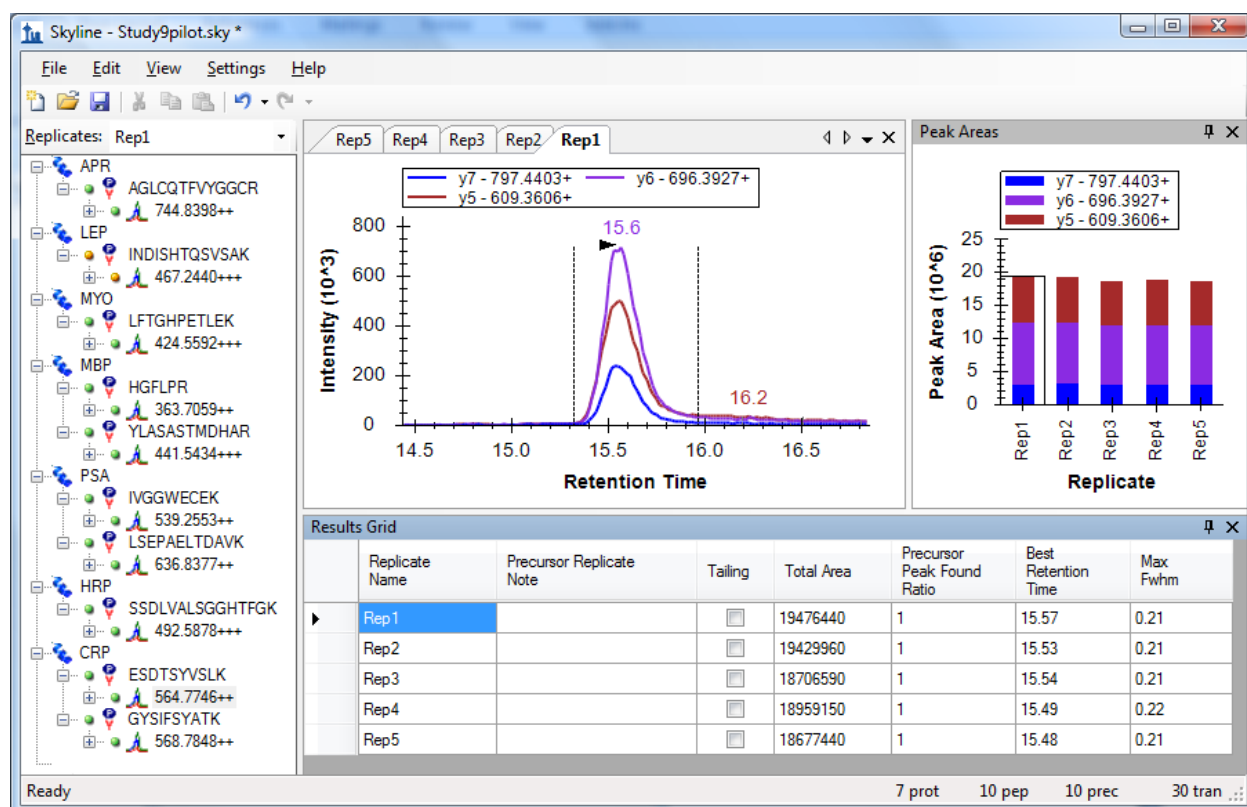 Skyline - Study9pilot.sky *
File Edit View Settings Help
Replicates: Rep1
APR
AGLCQTFVYGGCR
744.8398++
LEP
INDISHTQSVSAK
467.2440+++
MYO
LFTGHPETLEK
424.5592+++
MBP
HGFLPR
363.7059++
YLASASTMDHAR
441.5434+++
PSA
IVGGWECEK
539.2553++
LSEPAELTDAVK
636.8377++
HRP
SSDLVALSGGHTFGK
492.5878+++
CRP
ESDTSYVSLK
564.7746++
GYSIFSYATK
568.7848++
Rep5 Rep4 Rep3 Rep2 Rep1
y7 - 797.4403+ y6 - 696.3927+
y5 - 609.3606+
Intensity (10^3)
800
600
400
200
0
15.6
16.2
14.5 15.0 15.5 16.0 16.5
Retention Time
Peak Areas
y7 - 797.4403+
y6 - 696.3927+
y5 - 609.3606+
Peak Area (10^6)
25
20
15
10
5
0
Rep1 Rep2 Rep3 Rep4 Rep5
Replicate
Results Grid
Replicate Name Precursor Replicate Note Tailing Total Area Precursor Peak Found Ratio Best Retention Time Max Fwhm
Rep1 19476440 1 15.57 0.21
Rep2 19429960 1 15.53 0.21
Rep3 18706590 1 15.54 0.21
Rep4 18959150 1 15.49 0.22
Rep5 18677440 1 15.48 0.21
Ready 7 prot 10 pep 10 prec 30 tran